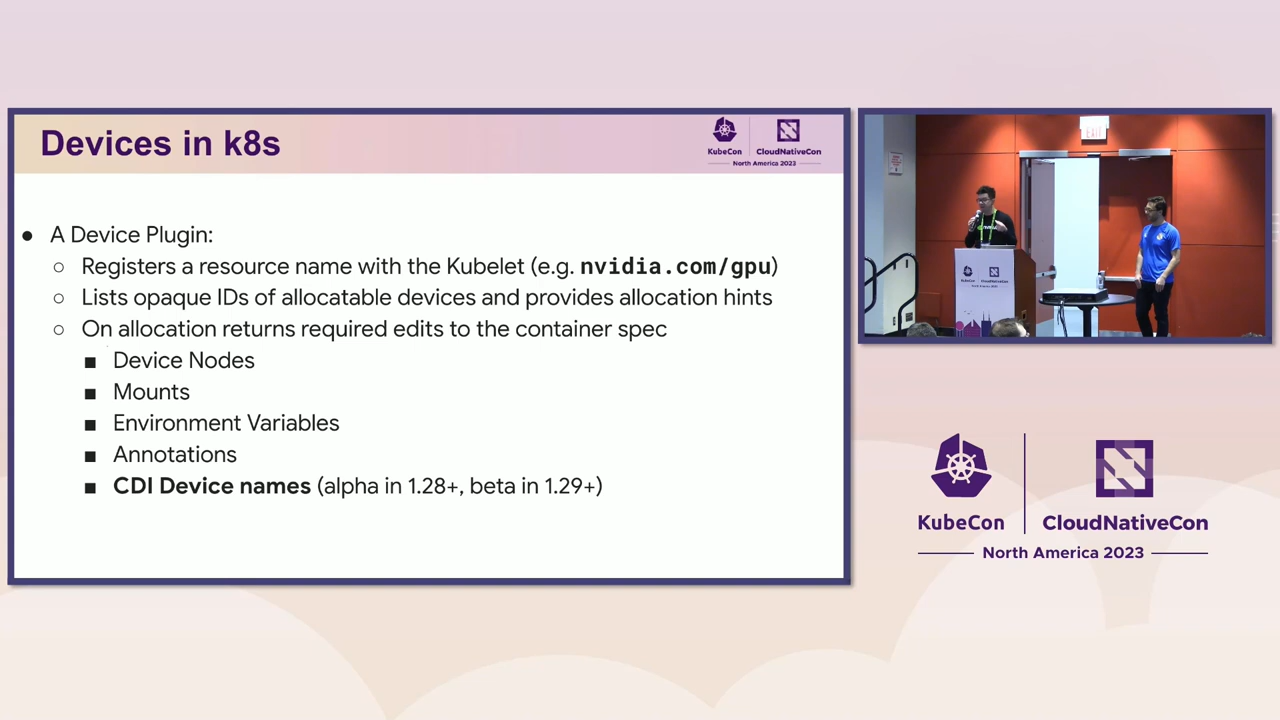 Devices in k8s
KubeCon
CloudNativeCon
North America 2023
● A Device Plugin:
○ Registers a resource name with the Kubelet (e.g. nvidia.com/gpu)
○ Lists opaque IDs of allocatable devices and provides allocation hints
○ On allocation returns required edits to the container spec
■ Device Nodes
■ Mounts
■ Environment Variables
■ Annotations
■ CDI Device names (alpha in 1.28+, beta in 1.29+)
EXIT
KubeCon
CloudNativeCon
North America 2023